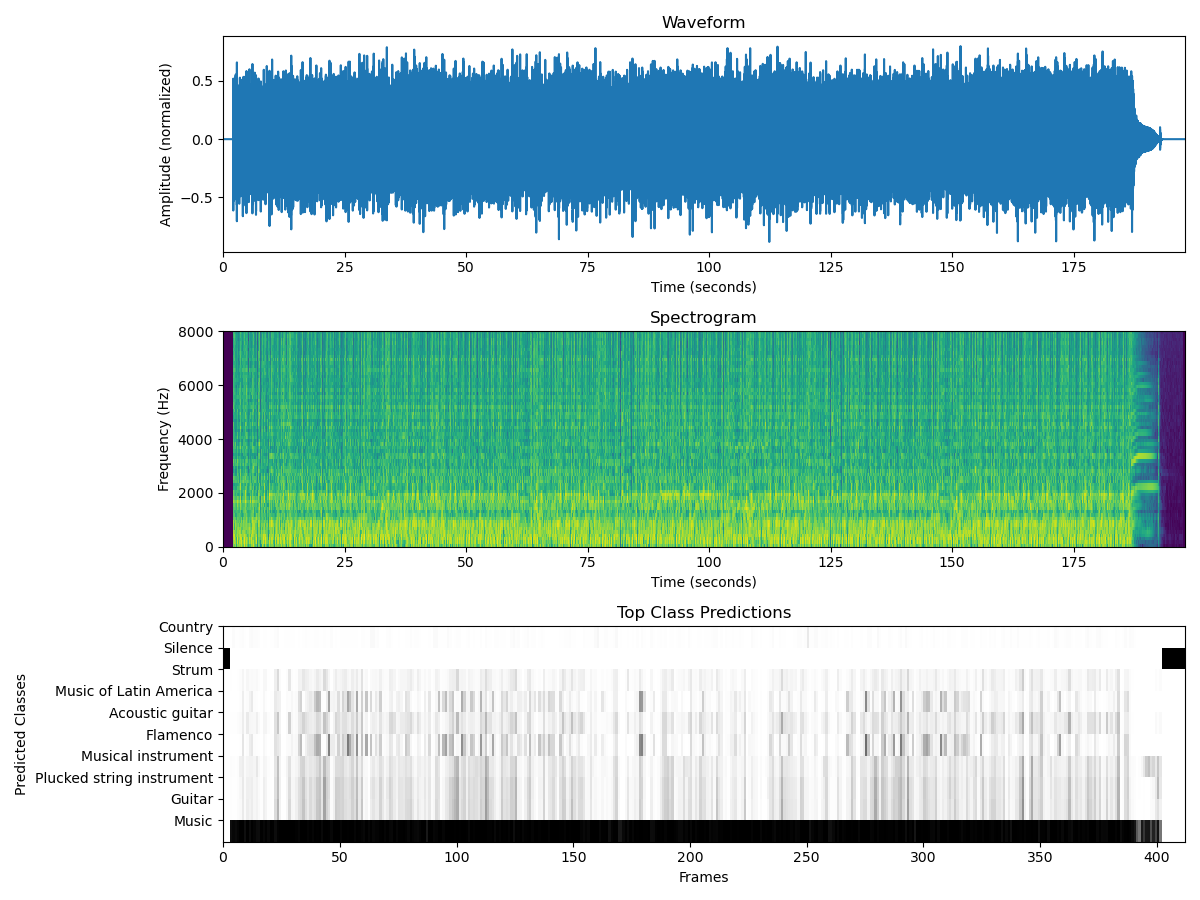 Waveform
Amplitude (normalized)
0.5
0.0
−0.5
0 25 50 75 100 125 150 175
Time (seconds)
Spectrogram
Frequency (Hz)
8000
6000
4000
2000
0
0 25 50 75 100 125 150 175
Time (seconds)
Top Class Predictions
Predicted Classes
Country
Silence
Strum
Music of Latin America
Acoustic guitar
Flamenco
Musical instrument
Plucked string instrument
Guitar
Music
0 50 100 150 200 250 300 350 400
Frames